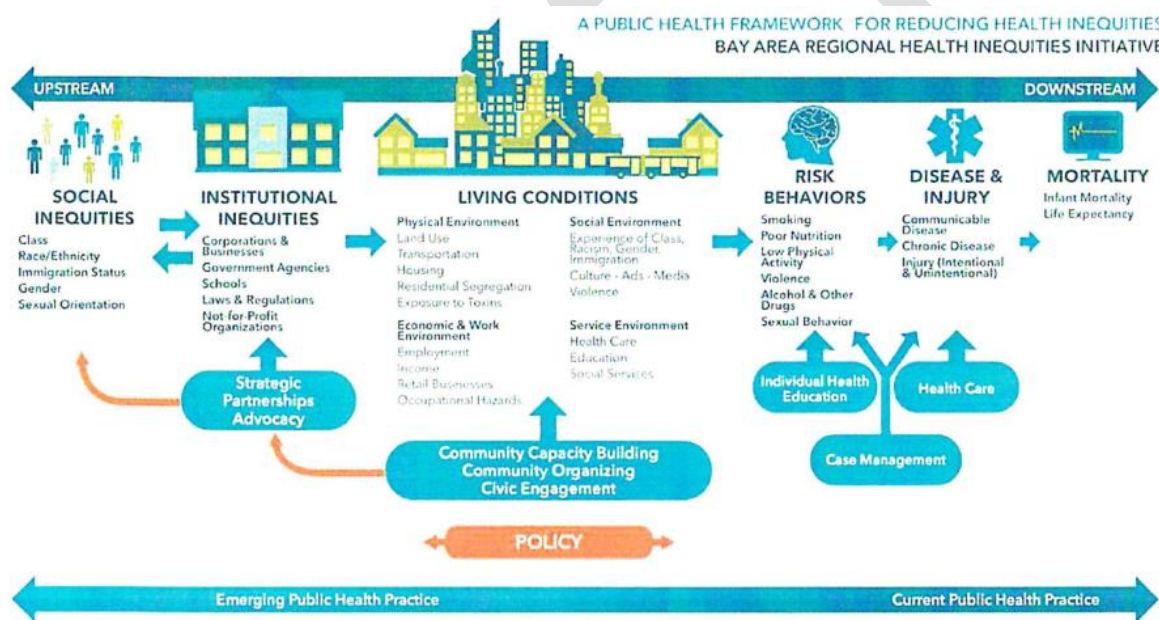 A PUBLIC HEALTH FRAMEWORK FOR REDUCING HEALTH INEQUITIES
BAY AREA REGIONAL HEALTH INEQUITIES INITIATIVE
UPSTREAM
DOWNSTREAM
SOCIAL
INEQUITIES
Class
Race/Ethnicity
Immigration Status
Gender
Sexual Orientation
INSTITUTIONAL
INEQUITIES
Corporations &
Businesses
Government Agencies
Schools
Laws & Regulations
Not-for-Profit
Organizations
Strategic
Partnerships
Advocacy
LIVING CONDITIONS
Physical Environment
Land Use
Transportation
Housing
Residential Segregation
Exposure to Toxins
Economic & Work
Environment
Employment
Income
Retail Businesses
Occupational Hazards
Social Environment
Experience of Class,
Racism, Gender,
Immigration
Culture - Ads - Media
Violence
Service Environment
Health Care
Education
Social Services
Community Capacity Building
Community Organizing
Civic Engagement
RISK
BEHAVIORS
Smoking
Poor Nutrition
Low Physical
Activity
Violence
Alcohol & Other
Drugs
Sexual Behavior
DISEASE &
INJURY
Communicable
Disease
Chronic Disease
Injury (Intentional
& Unintentional)
MORTALITY
Infant Mortality
Life Expectancy
Individual Health
Education
Health Care
Case Management
POLICY
Emerging Public Health Practice
Current Public Health Practice